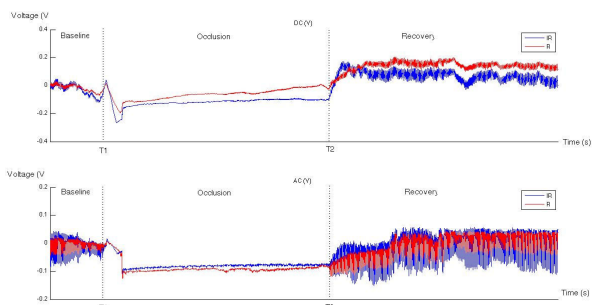 Voltage (V
DC (V)
0.4
Baseline
Occlusion
Recovery
IR
R
0.2
0
-0.2
-0.4
T1
T2
Time (s)
Voltage (V
AC (V)
0.2
Baseline
Occlusion
Recovery
IR
R
0.1
0
-0.1
-0.2
Time (s)